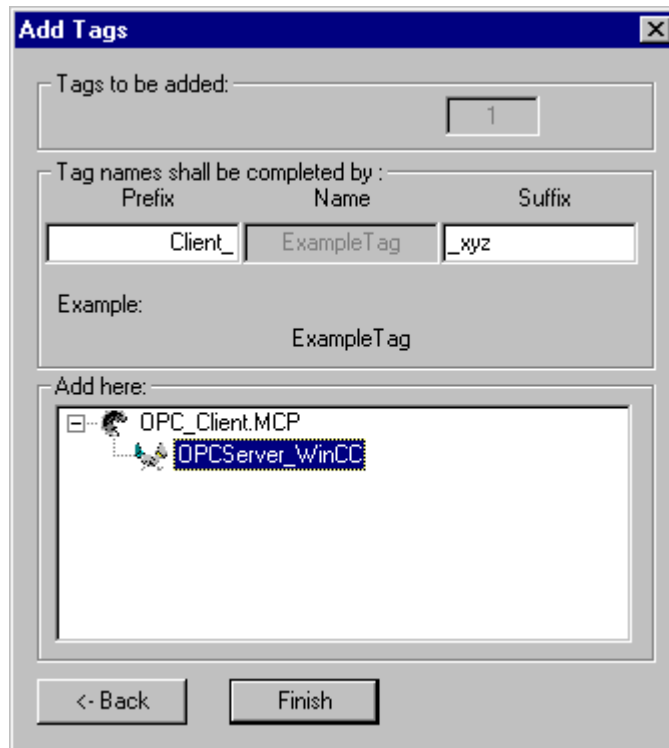 Add Tags
Tags to be added:
1
Tag names shall be completed by :
Prefix Name Suffix
Client_ ExampleTag _xyz
Example:
ExampleTag
Add here:
OPC_Client.MCP
OPCServer_WinCC
<- Back Finish